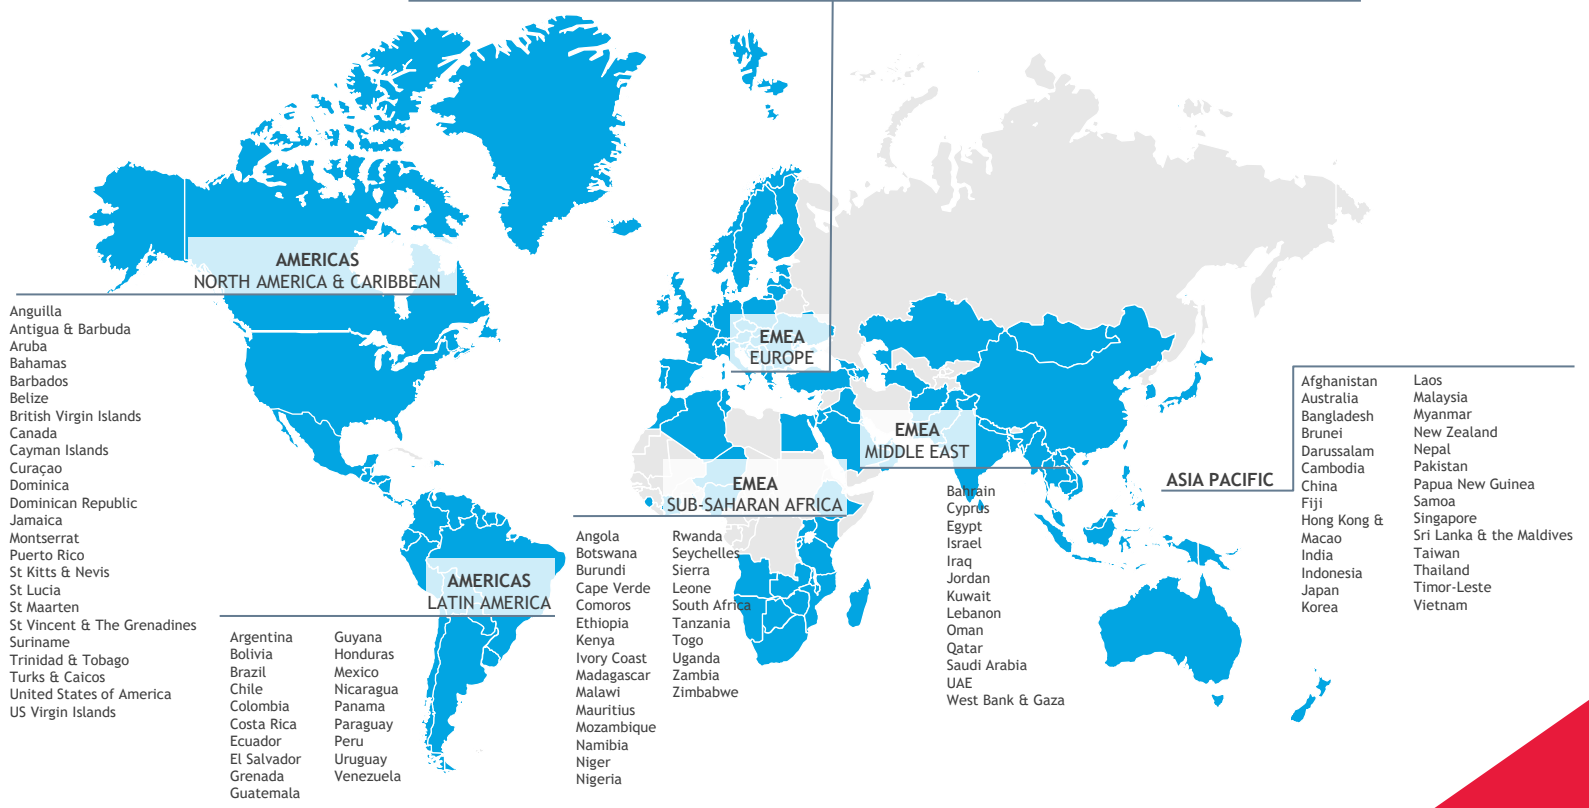 AMERICAS
NORTH AMERICA & CARIBBEAN
Anguilla
Antigua & Barbuda
Aruba
Bahamas
Barbados
Belize
British Virgin Islands
Canada
Cayman Islands
Curaçao
Dominica
Dominican Republic
Jamaica
Montserrat
Puerto Rico
St Kitts & Nevis
St Lucia
St Maarten
St Vincent & The Grenadines
Suriname
Trinidad & Tobago
Turks & Caicos
United States of America
US Virgin Islands
AMERICAS
LATIN AMERICA
Argentina
Bolivia
Brazil
Chile
Colombia
Costa Rica
Ecuador
El Salvador
Grenada
Guatemala
Guyana
Honduras
Mexico
Nicaragua
Panama
Paraguay
Peru
Uruguay
Venezuela
EMEA
EUROPE
EMEA
SUB-SAHARAN AFRICA
Angola
Botswana
Burundi
Cape Verde
Comoros
Ethiopia
Kenya
Ivory Coast
Madagascar
Malawi
Mauritius
Mozambique
Namibia
Niger
Nigeria
Rwanda
Seychelles
Sierra
Leone
South Africa
Tanzania
Togo
Uganda
Zambia
Zimbabwe
EMEA
MIDDLE EAST
Bahrain
Cyprus
Egypt
Israel
Iraq
Jordan
Kuwait
Lebanon
Oman
Qatar
Saudi Arabia
UAE
West Bank & Gaza
ASIA PACIFIC
Afghanistan
Australia
Bangladesh
Brunei
Darussalam
Cambodia
China
Fiji
Hong Kong &
Macao
India
Indonesia
Japan
Korea
Laos
Malaysia
Myanmar
New Zealand
Nepal
Pakistan
Papua New Guinea
Samoa
Singapore
Sri Lanka & the Maldives
Taiwan
Thailand
Timor-Leste
Vietnam